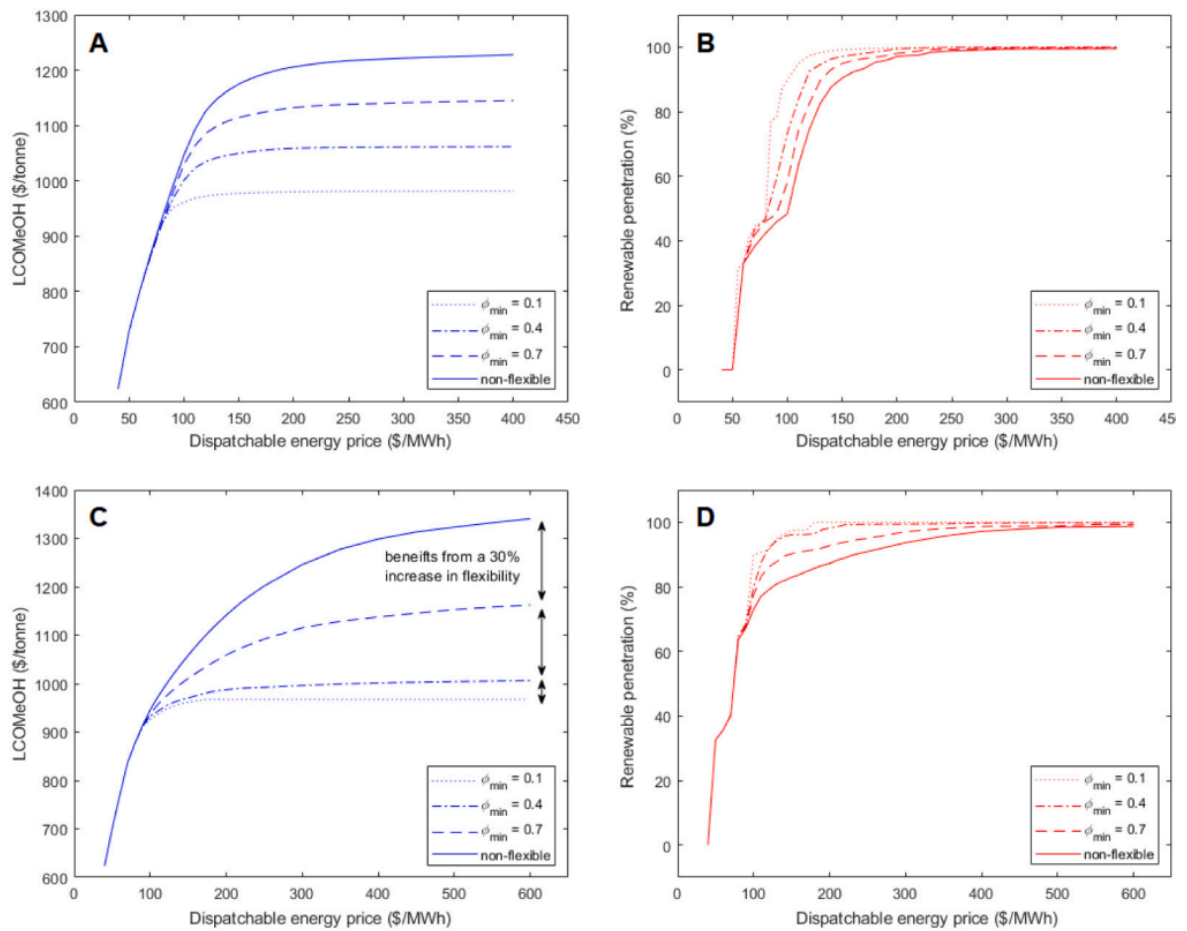 A
1300
1200
1100
1000
900
800
700
600
0 50 100 150 200 250 300 350 400 450
LCOMeOH ($/tonne)
Dispatchable energy price ($/MWh)
ϕmin = 0.1
ϕmin = 0.4
ϕmin = 0.7
non-flexible
B
100
80
60
40
20
0
0 50 100 150 200 250 300 350 400 45
Renewable penetration (%)
Dispatchable energy price ($/MWh)
ϕmin = 0.1
ϕmin = 0.4
ϕmin = 0.7
non-flexible
C
1400
1300
1200
1100
1000
900
800
700
600
0 100 200 300 400 500 600
LCOMeOH ($/tonne)
Dispatchable energy price ($/MWh)
beneifts from a 30%
increase in flexibility
ϕmin = 0.1
ϕmin = 0.4
ϕmin = 0.7
non-flexible
D
100
80
60
40
20
0
0 100 200 300 400 500 600
Renewable penetration (%)
Dispatchable energy price ($/MWh)
ϕmin = 0.1
ϕmin = 0.4
ϕmin = 0.7
non-flexible